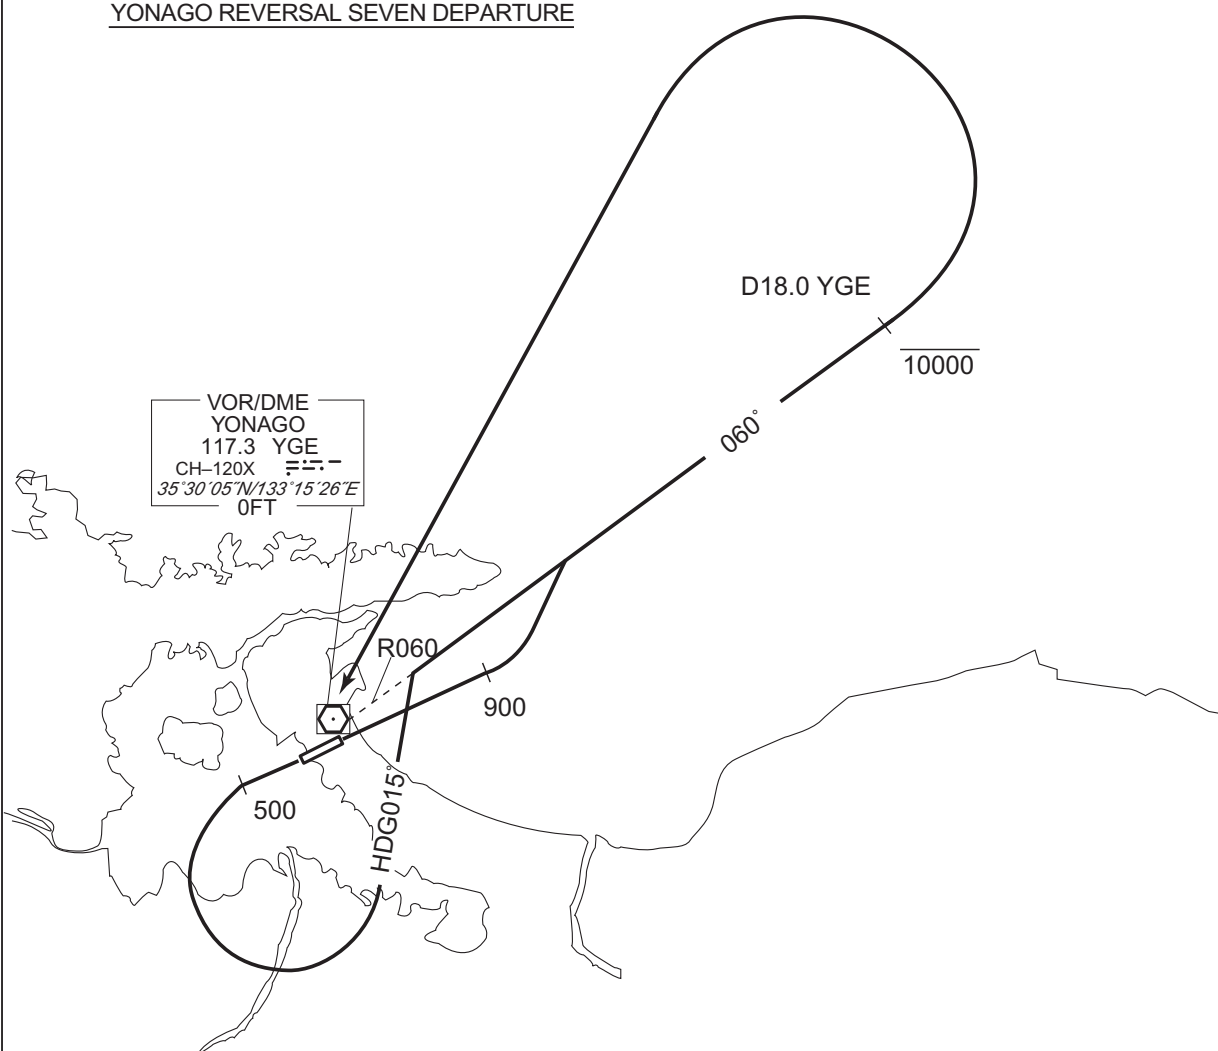 YONAGO REVERSAL SEVEN DEPARTURE
D18.0 YGE
10000
060°
VOR/DME
YONAGO
117.3 YGE
CH–120X
35°30′05″N/133°15′26″E
0FT
R060
900
500
HDG015°